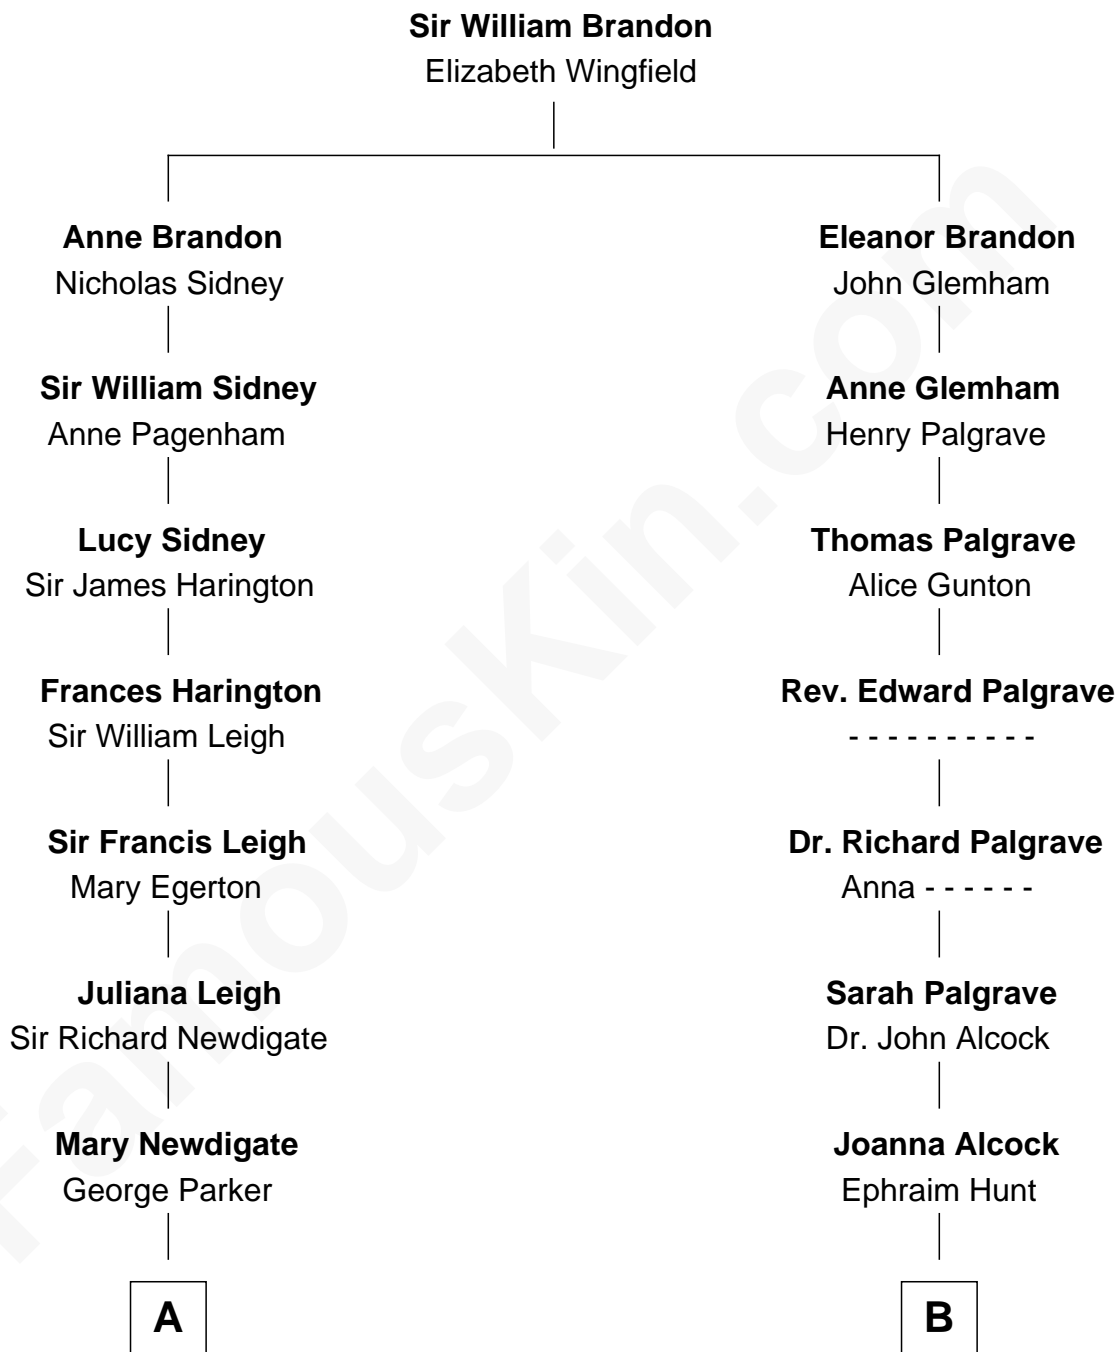 Sir William Brandon
Elizabeth Wingfield
Anne Brandon
Nicholas Sidney
Eleanor Brandon
John Glemham
Sir William Sidney
Anne Pagenham
Anne Glemham
Henry Palgrave
Lucy Sidney
Sir James Harington
Thomas Palgrave
Alice Gunton
Frances Harington
Sir William Leigh
Rev. Edward Palgrave
- - - - - - - - - -
Sir Francis Leigh
Mary Egerton
Dr. Richard Palgrave
Anna - - - - - -
Juliana Leigh
Sir Richard Newdigate
Sarah Palgrave
Dr. John Alcock
Mary Newdigate
George Parker
Joanna Alcock
Ephraim Hunt
A
B
FamousKin.com